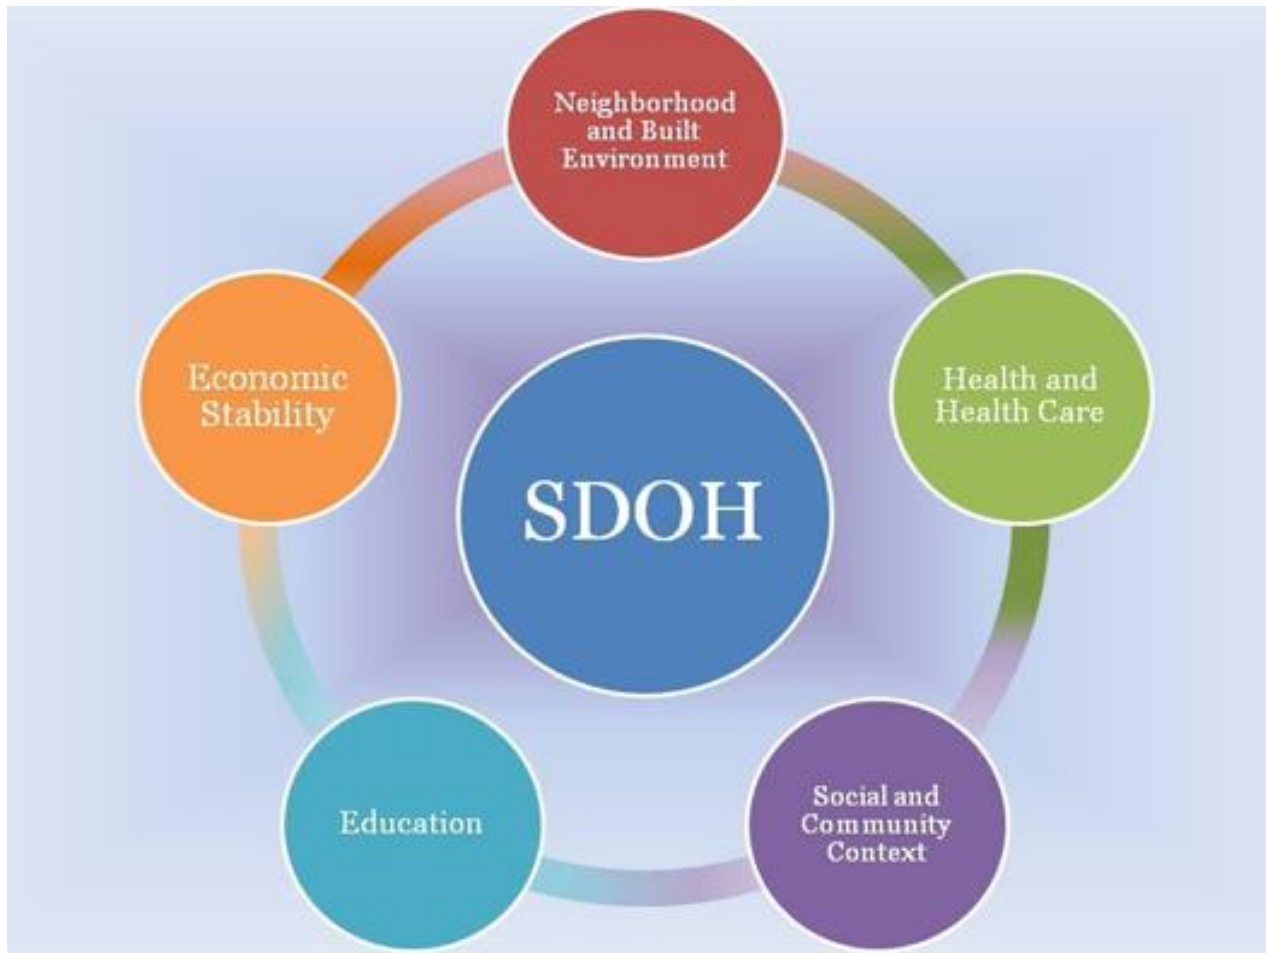 Neighborhood
and Built
Environment
Economic
Stability
Health and
Health Care
SDOH
Education
Social and
Community
Context